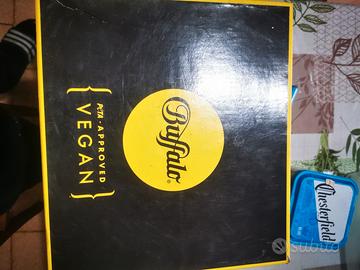 Buffalo®
PETA-APPROVED
VEGAN
Chesterfield
subito